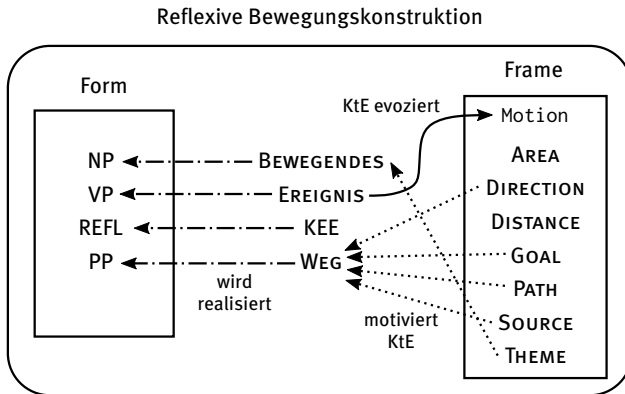 Reflexive Bewegungskonstruktion
Form
Frame
KtE evoziert
Motion
NP
BEWEGENDES
AREA
VP
EREIGNIS
DIRECTION
REFL
KEE
DISTANCE
PP
WEG
GOAL
wird
realisiert
PATH
motiviert
KtE
SOURCE
THEME